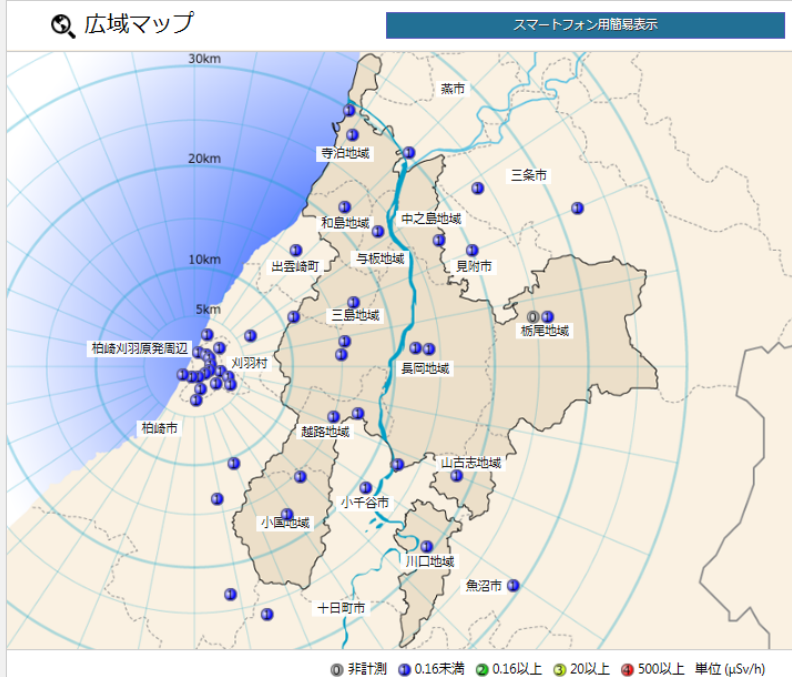 広域マップ
スマートフォン用簡易表示
30km
燕市
寺泊地域
20km
三条市
和島地域
中之島地域
10km
出雲崎町
与板地域
見附市
5km
三島地域
栃尾地域
柏崎刈羽原発周辺
刈羽村
長岡地域
柏崎市
越路地域
山古志地域
小千谷市
小国地域
川口地域
魚沼市
十日町市
0 非計測 1 0.16未満 2 0.16以上 3 20以上 4 500以上 単位 (μSv/h)